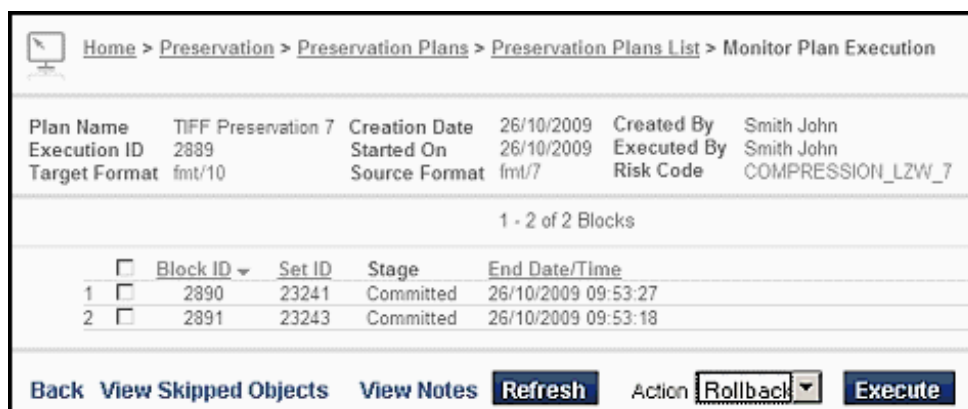 Home > Preservation > Preservation Plans > Preservation Plans List > Monitor Plan Execution
Plan Name TIFF Preservation 7 Creation Date 26/10/2009 Created By Smith John
Execution ID 2889 Started On 26/10/2009 Executed By Smith John
Target Format fmt/10 Source Format fmt/7 Risk Code COMPRESSION_LZW_7
1 - 2 of 2 Blocks
Block ID Set ID Stage End Date/Time
1 2890 23241 Committed 26/10/2009 09:53:27
2 2891 23243 Committed 26/10/2009 09:53:18
Back View Skipped Objects View Notes Refresh Action Rollback Execute